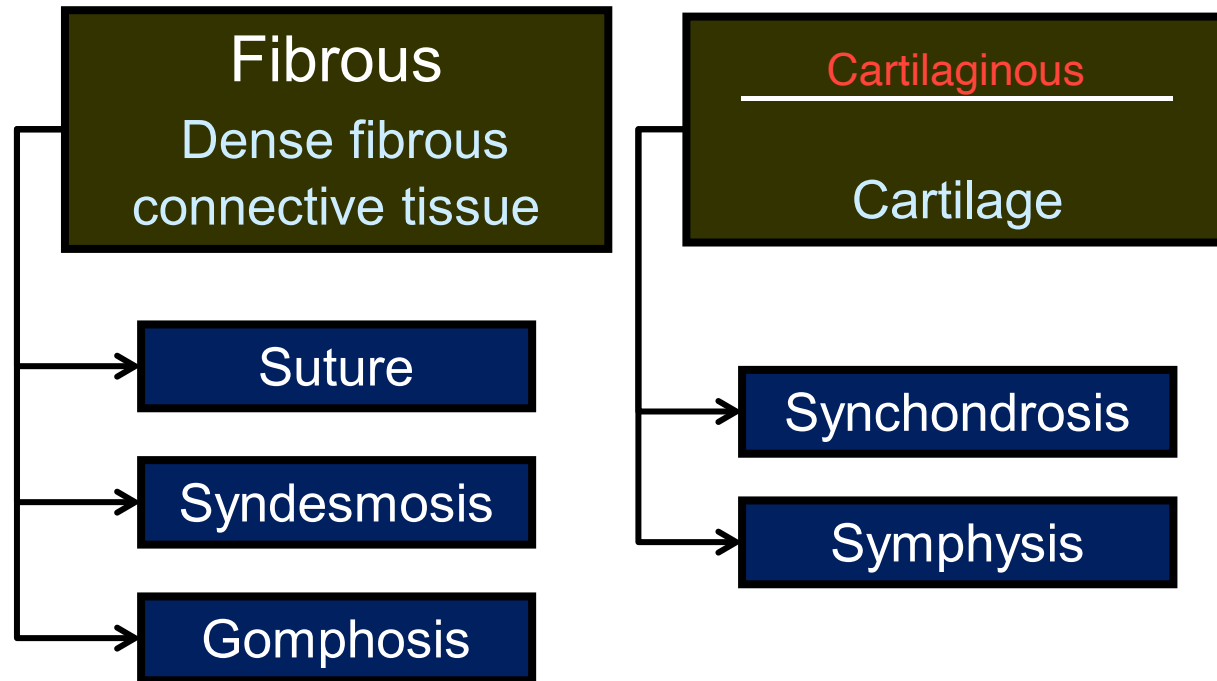 Fibrous
Dense fibrous
connective tissue
Suture
Syndesmosis
Gomphosis
Cartilaginous
Cartilage
Synchondrosis
Symphysis